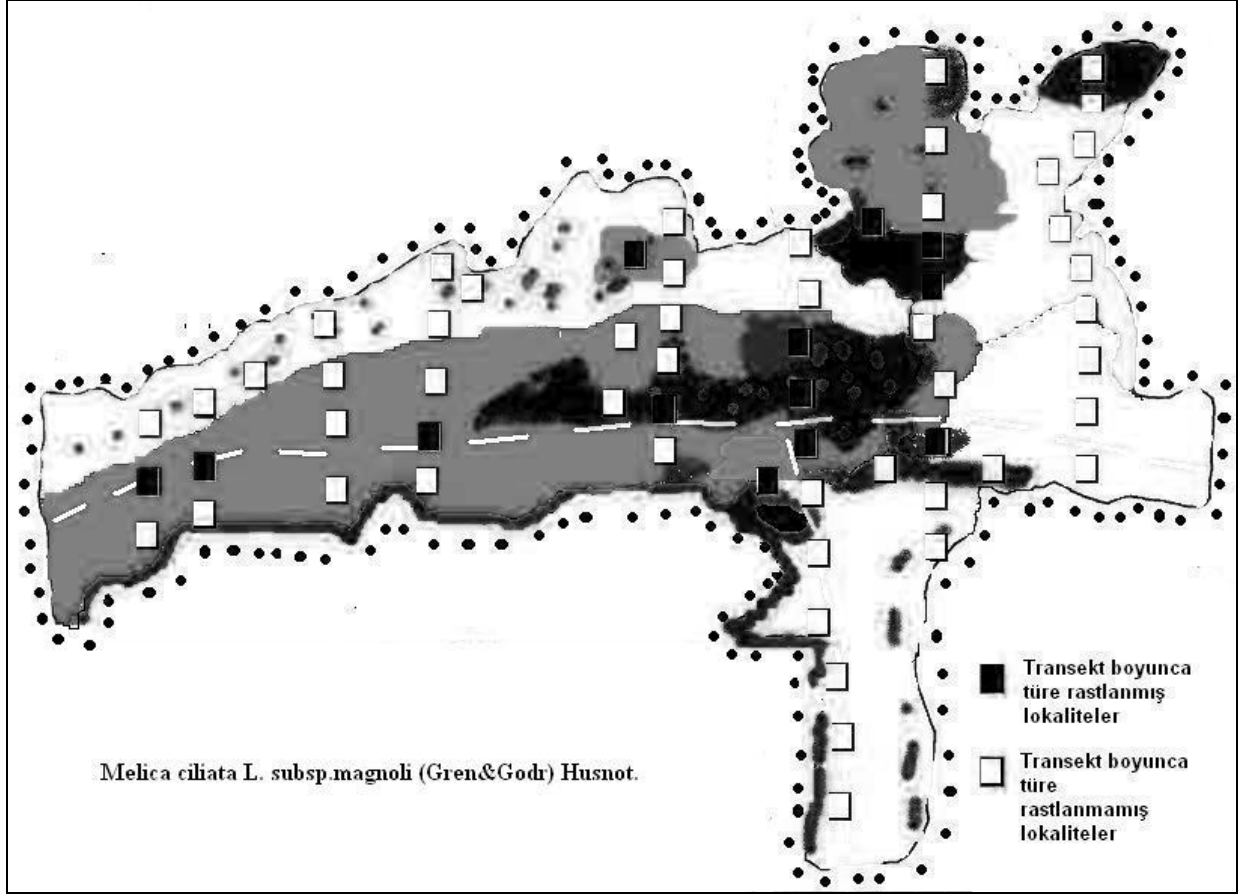 Transekt boyunca
türe rastlanmış
lokaliteler
Transekt boyunca
türe
rastlanmamış
lokaliteler
Melica ciliata L. subsp.magnoli (Gren&Godr) Husnot.